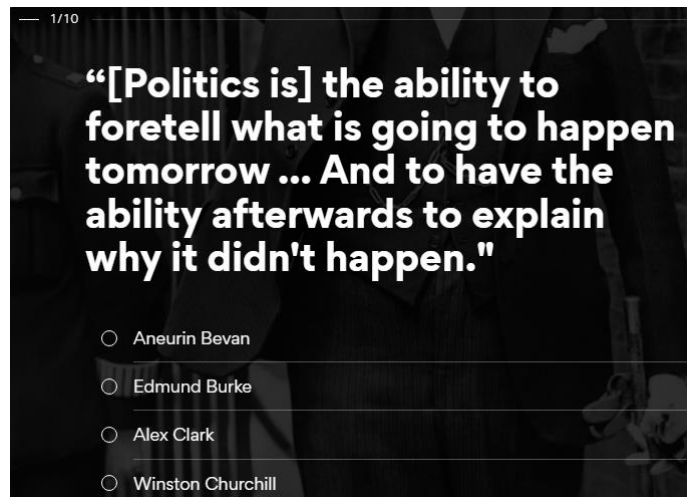 1/10
“[Politics is] the ability to
foretell what is going to happen
tomorrow ... And to have the
ability afterwards to explain
why it didn't happen."
Aneurin Bevan
Edmund Burke
Alex Clark
Winston Churchill